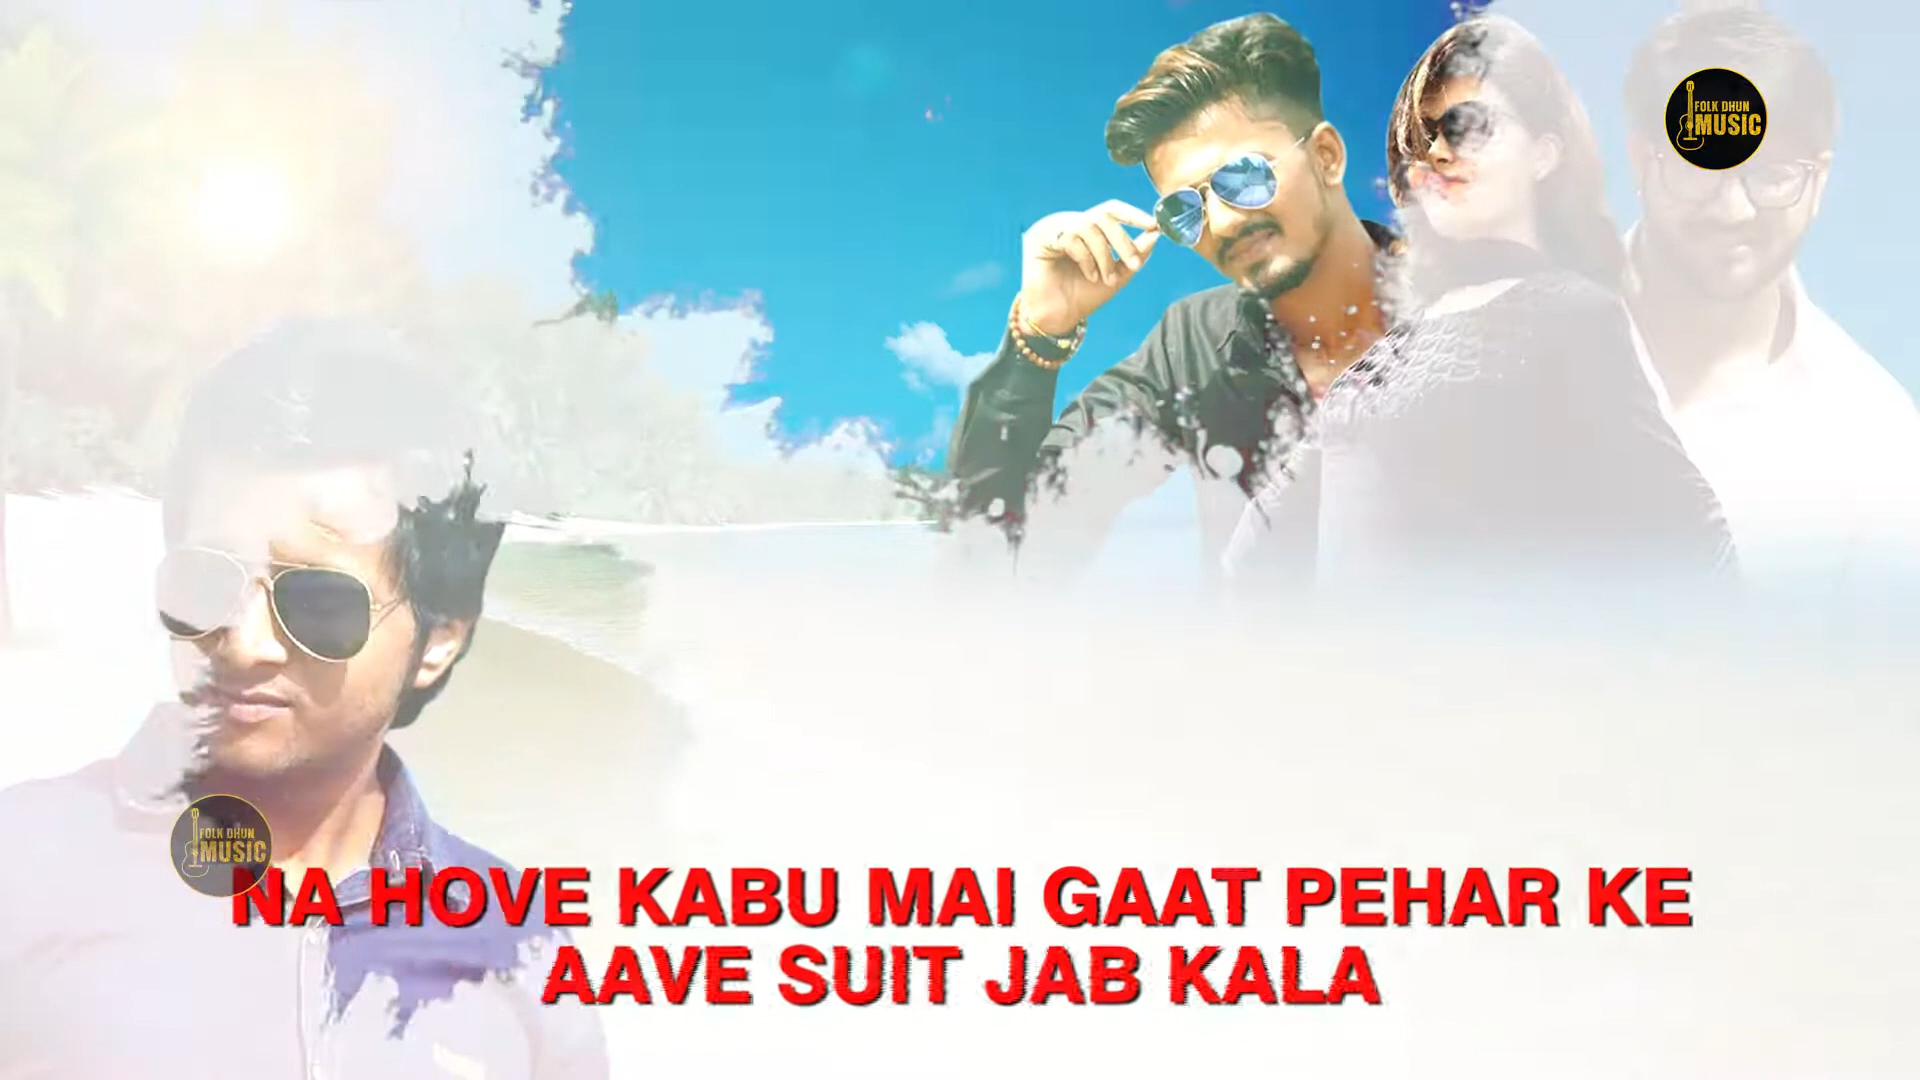 FOLK DHUN
MUSIC
FOLK DHUN
MUSIC
NA HOVE KABU MAI GAAT PEHAR KE
AAVE SUIT JAB KALA